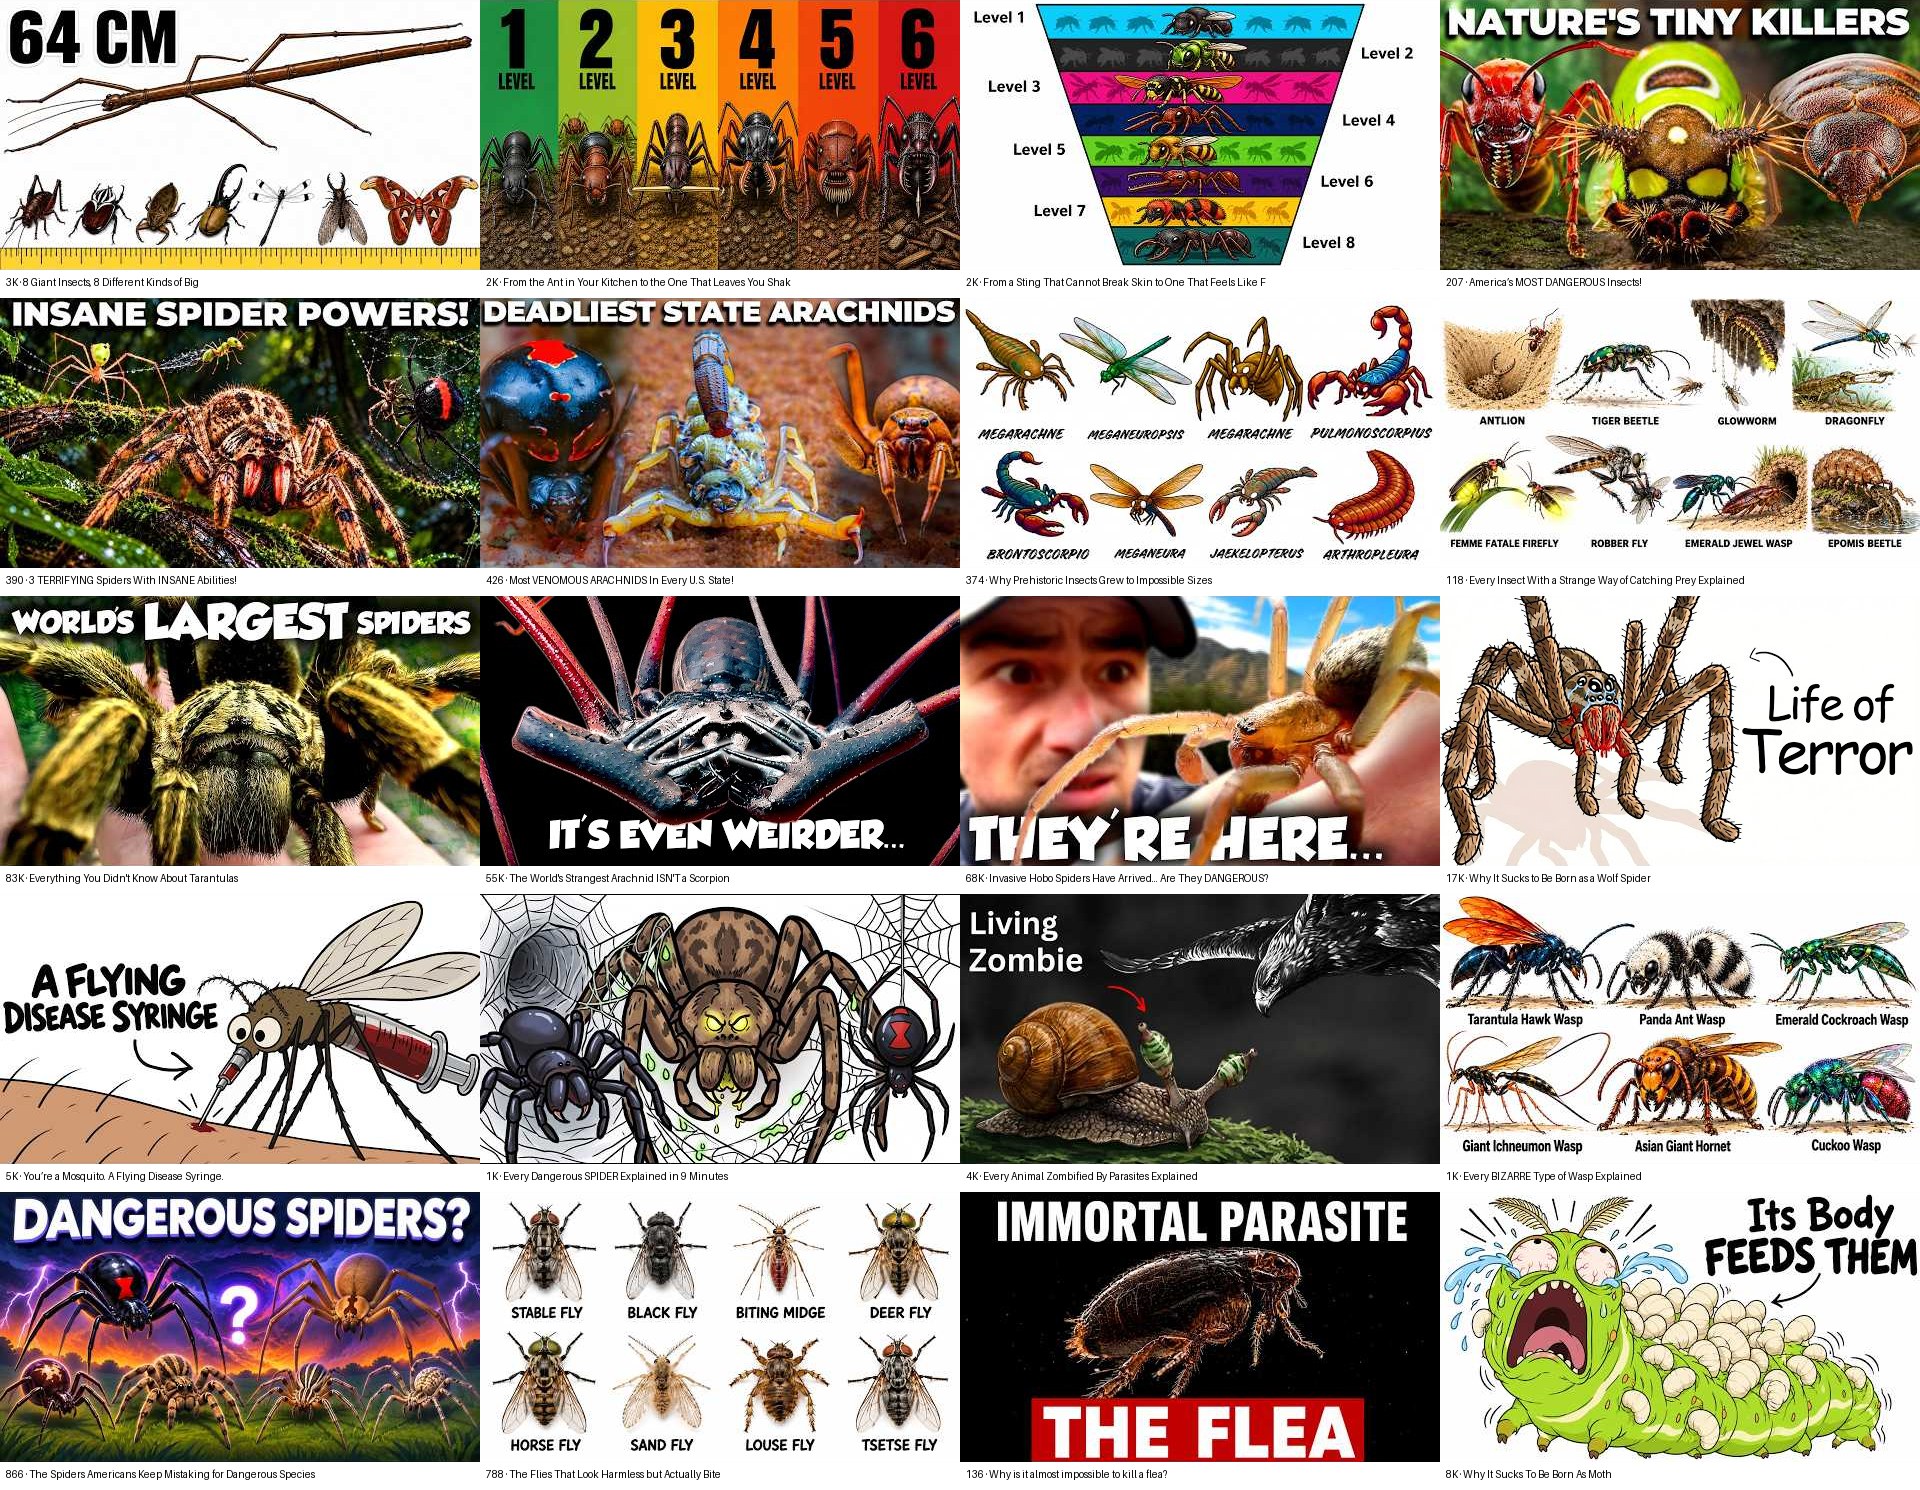 64 CM
3K·8 Giant Insects, 8 Different Kinds of Big
1 LEVEL
2 LEVEL
3 LEVEL
4 LEVEL
5 LEVEL
6 LEVEL
2K·From the Ant in Your Kitchen to the One That Leaves You Shak
Level 1
Level 2
Level 3
Level 4
Level 5
Level 6
Level 7
Level 8
2K·From a Sting That Cannot Break Skin to One That Feels Like F
NATURE'S TINY KILLERS
207·America's MOST DANGEROUS Insects!
INSANE SPIDER POWERS!
390·3 TERRIFYING Spiders With INSANE Abilities!
DEADLIEST STATE ARACHNIDS
426·Most VENOMOUS ARACHNIDS In Every U.S. State!
MEGARACHNE
MEGANEUROPSIS
MEGARACHNE
PULMONOSCORPIUS
BRONTOSCORPIO
MEGANEURA
JAEKELOPTERUS
ARTHROPLEURA
374·Why Prehistoric Insects Grew to Impossible Sizes
ANTLION
TIGER BEETLE
GLOWWORM
DRAGONFLY
FEMME FATALE FIREFLY
ROBBER FLY
EMERALD JEWEL WASP
EPOMIS BEETLE
118·Every Insect With a Strange Way of Catching Prey Explained
WORLD'S LARGEST SPIDERS
83K·Everything You Didn't Know About Tarantulas
IT'S EVEN WEIRDER...
55K·The World's Strangest Arachnid ISN'T a Scorpion
THEY'RE HERE...
68K·Invasive Hobo Spiders Have Arrived... Are They DANGEROUS?
Life of
Terror
17K·Why It Sucks to Be Born as a Wolf Spider
A FLYING
DISEASE SYRINGE
5K·You're a Mosquito. A Flying Disease Syringe.
1K·Every Dangerous SPIDER Explained in 9 Minutes
Living
Zombie
4K·Every Animal Zombified By Parasites Explained
Tarantula Hawk Wasp
Panda Ant Wasp
Emerald Cockroach Wasp
Giant Ichneumon Wasp
Asian Giant Hornet
Cuckoo Wasp
1K·Every BIZARRE Type of Wasp Explained
DANGEROUS SPIDERS?
?
866·The Spiders Americans Keep Mistaking for Dangerous Species
STABLE FLY
BLACK FLY
BITING MIDGE
DEER FLY
HORSE FLY
SAND FLY
LOUSE FLY
TSETSE FLY
788·The Flies That Look Harmless but Actually Bite
IMMORTAL PARASITE
THE FLEA
136·Why is it almost impossible to kill a flea?
Its Body
FEEDS THEM
8K·Why It Sucks To Be Born As Moth